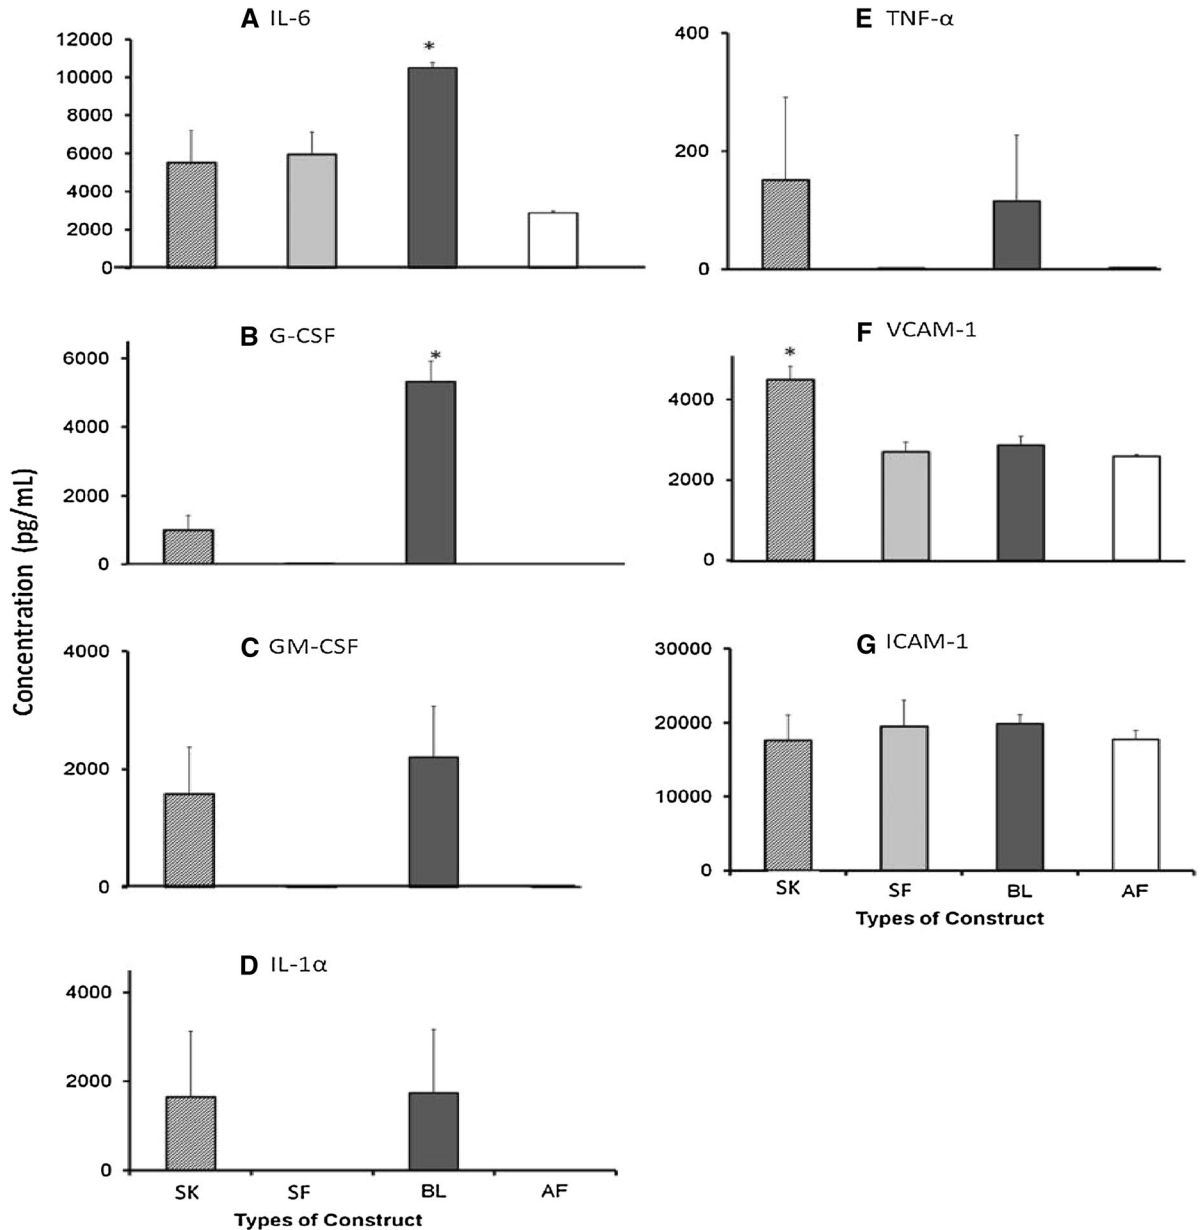 Concentration (pg/mL)
A IL-6
12000
10000
8000
6000
4000
2000
0
*
B G-CSF
6000
4000
2000
0
*
C GM-CSF
4000
2000
0
D IL-1α
4000
2000
0
SK SF BL AF
Types of Construct
E TNF-α
400
200
0
F VCAM-1
4000
2000
0
*
G ICAM-1
30000
20000
10000
0
SK SF BL AF
Types of Construct